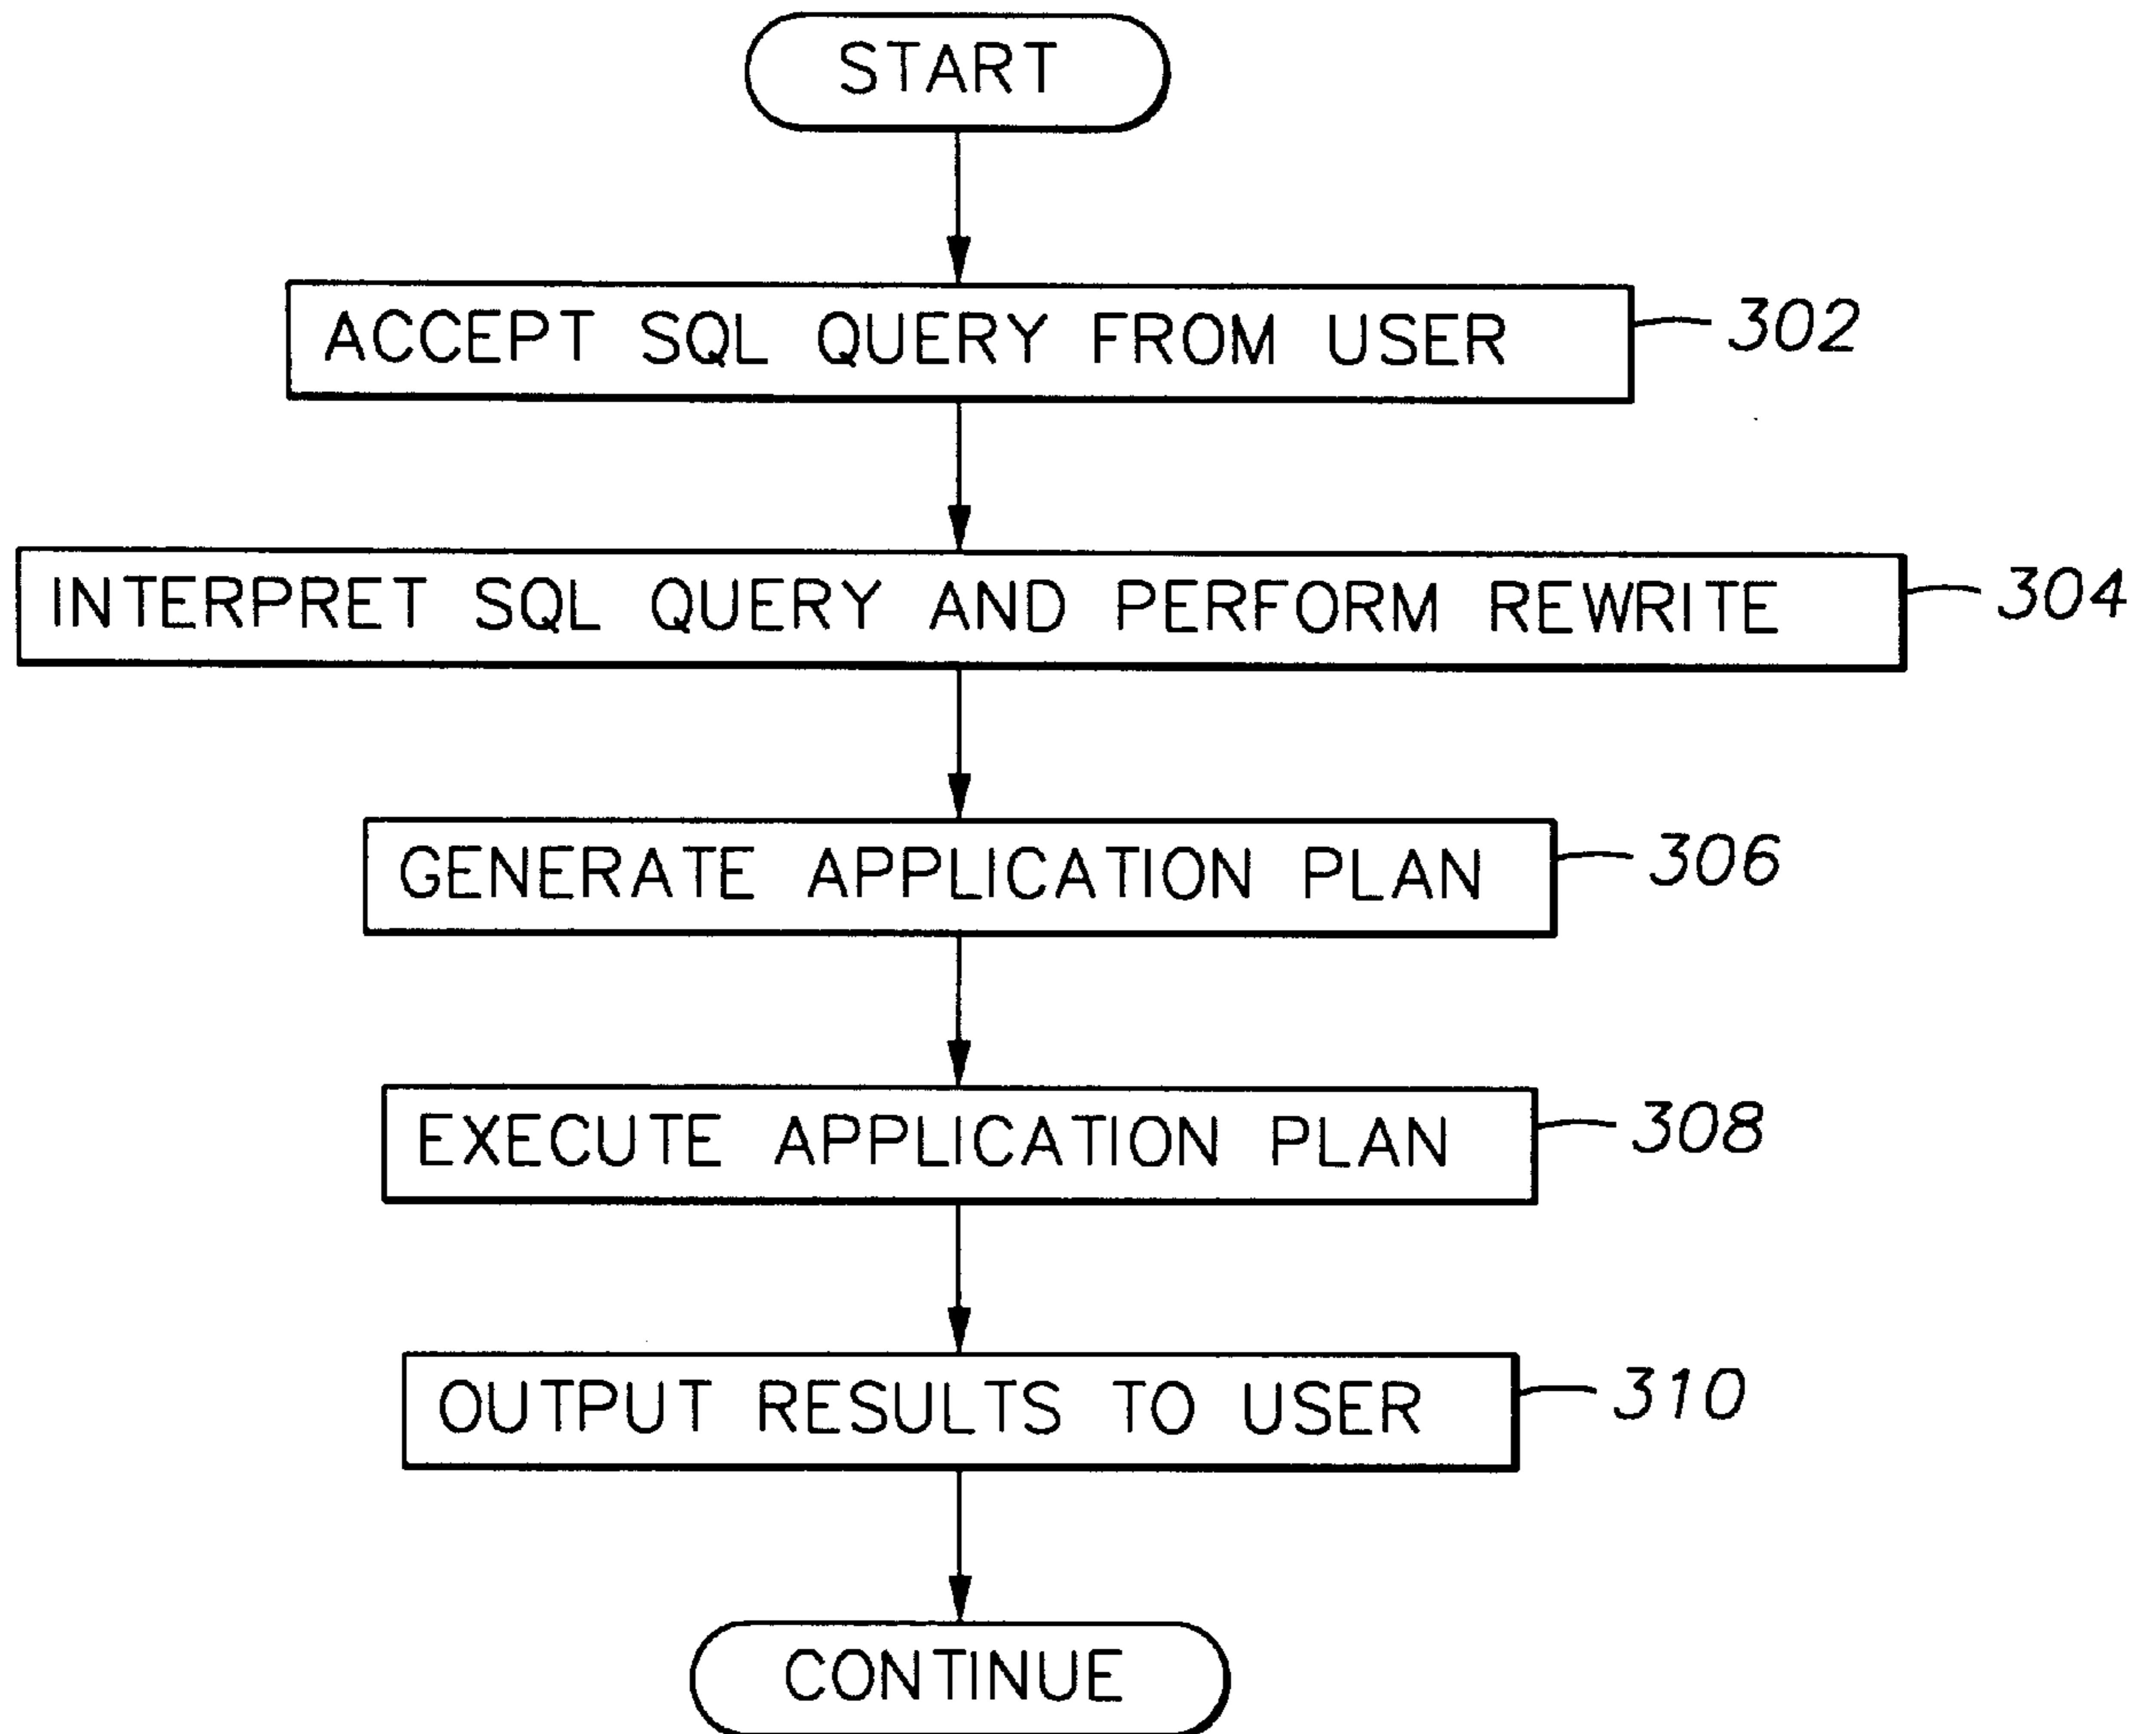 START
ACCEPT SQL QUERY FROM USER
302
INTERPRET SQL QUERY AND PERFORM REWRITE
304
GENERATE APPLICATION PLAN
306
EXECUTE APPLICATION PLAN
308
OUTPUT RESULTS TO USER
310
CONTINUE